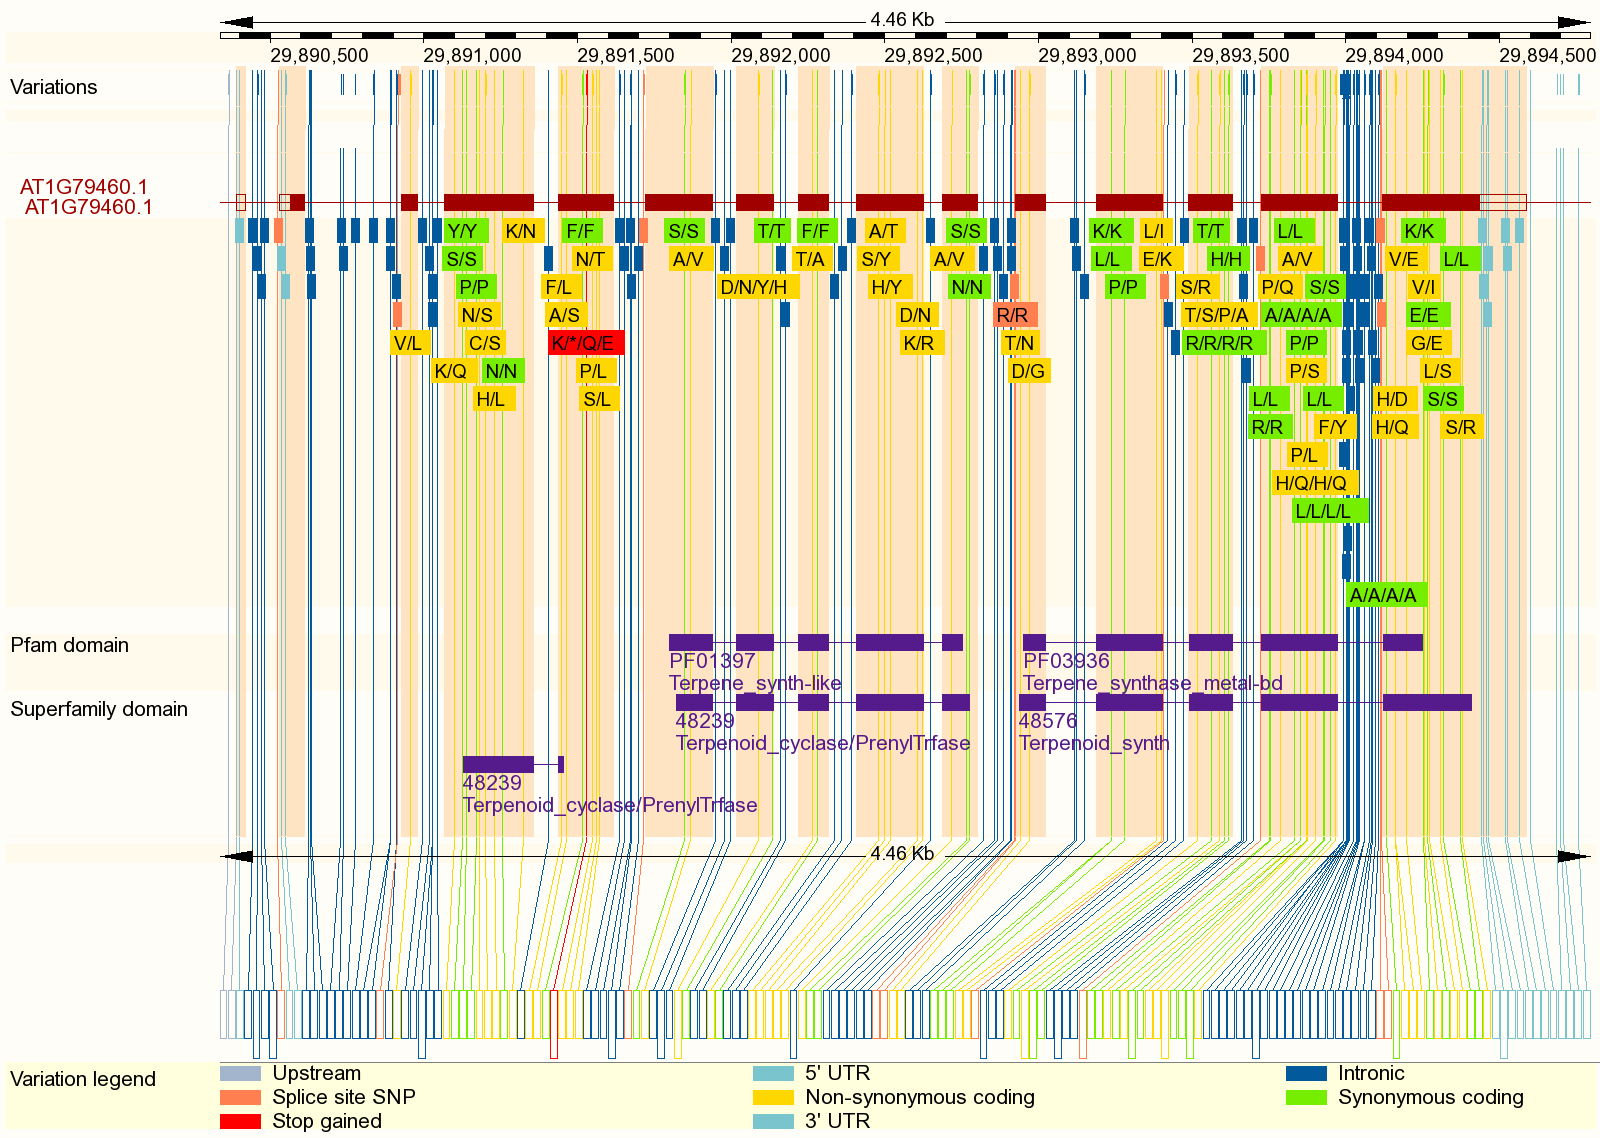 4.46 Kb
29,890,500 29,891,000 29,891,500 29,892,000 29,892,500 29,893,000 29,893,500 29,894,000 29,894,500
Variations
AT1G79460.1
AT1G79460.1
Y/Y K/N F/F S/S T/T F/F A/T S/S K/K L/I T/T L/L K/K
S/S N/T A/V T/A S/Y A/V L/L E/K H/H A/V V/E L/L
P/P F/L D/N/Y/H H/Y N/N P/P S/R P/Q S/S V/I
N/S A/S D/N R/R T/S/P/A A/A/A/A E/E
V/L C/S K/*/Q/E K/R T/N R/R/R/R P/P G/E
K/Q N/N P/L D/G P/S L/S
H/L S/L L/L L/L H/D S/S
R/R F/Y H/Q S/R
P/L
H/Q/H/Q
L/L/L/L
A/A/A/A
Pfam domain
PF01397 PF03936
Terpene_synth-like Terpene_synthase_metal-bd
Superfamily domain
48239 48576
Terpenoid_cyclase/PrenylTrfase Terpenoid_synth
48239
Terpenoid_cyclase/PrenylTrfase
4.46 Kb
Variation legend
Upstream 5' UTR Intronic
Splice site SNP Non-synonymous coding Synonymous coding
Stop gained 3' UTR